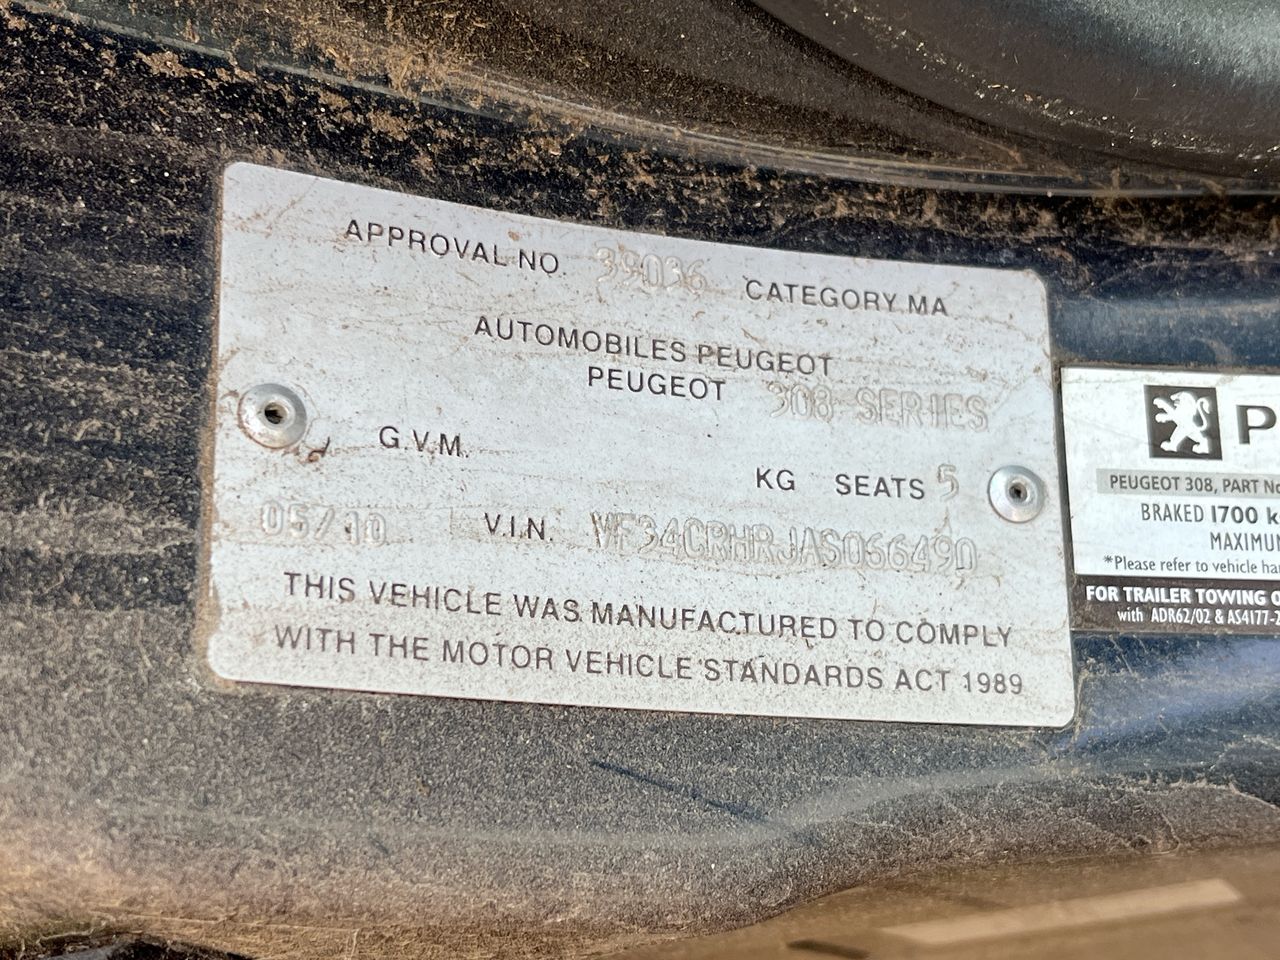 APPROVAL NO. 39036 CATEGORY MA
AUTOMOBILES PEUGEOT
PEUGEOT 308 SERIES
G.V.M. KG SEATS 5
05/10 V.I.N. VF34CRHRJAS066490
THIS VEHICLE WAS MANUFACTURED TO COMPLY
WITH THE MOTOR VEHICLE STANDARDS ACT 1989
P
PEUGEOT 308, PART No
BRAKED 1700 k
MAXIMUM
*Please refer to vehicle han
FOR TRAILER TOWING O
with ADR62/02 & AS4177-2